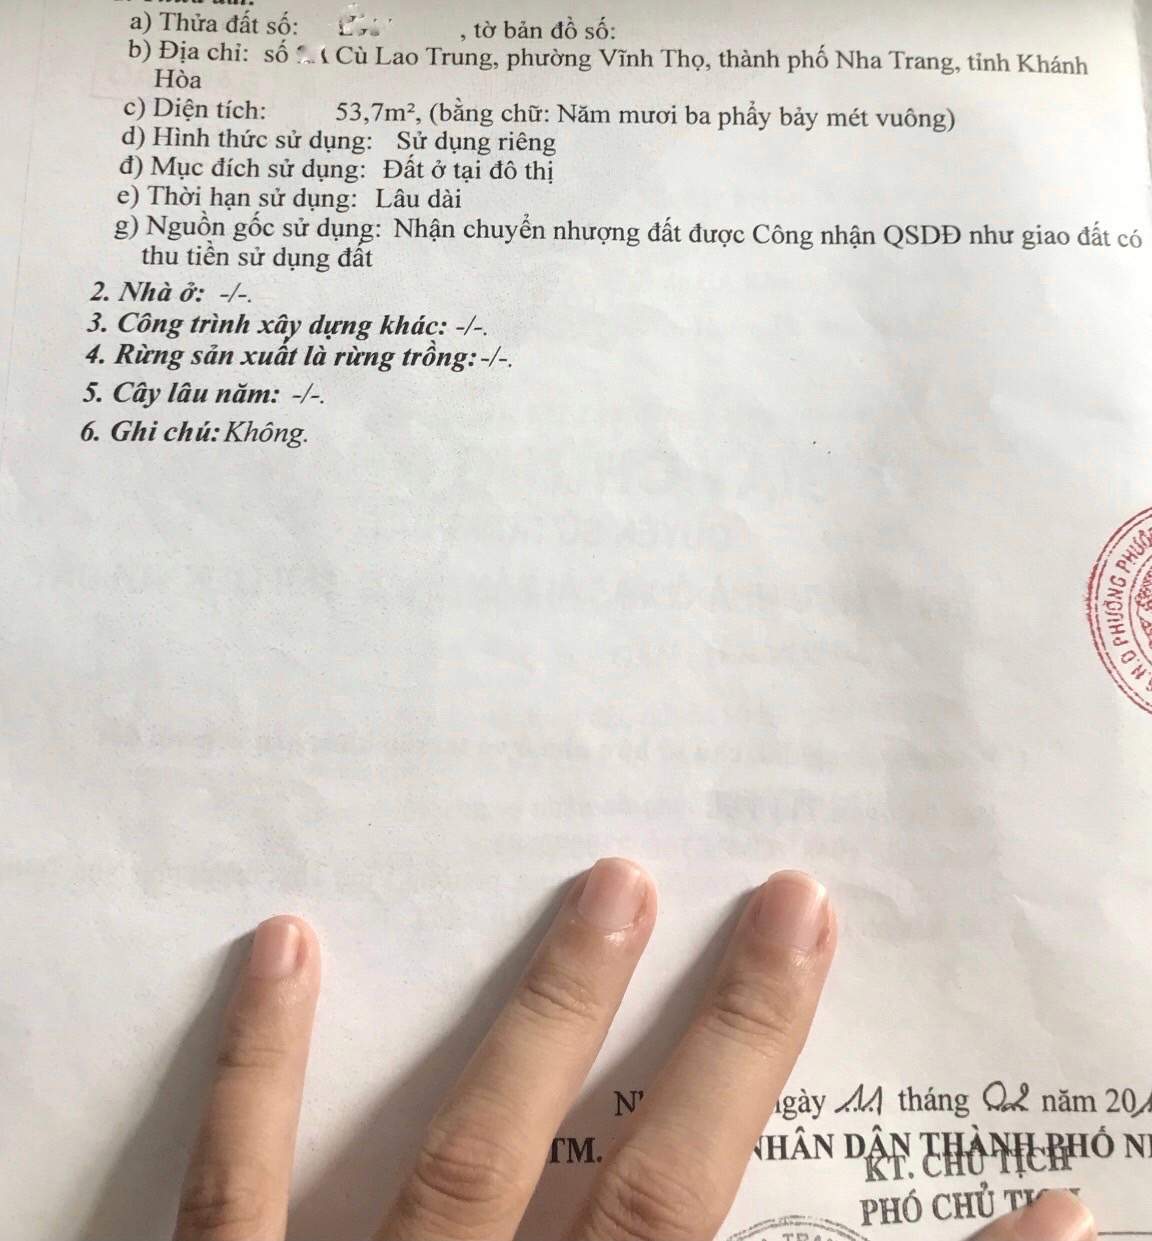 a) Thửa đất số: , tờ bản đồ số:
b) Địa chỉ: số Cù Lao Trung, phường Vĩnh Thọ, thành phố Nha Trang, tỉnh Khánh
Hòa
c) Diện tích: 53,7m², (bằng chữ: Năm mươi ba phẩy bảy mét vuông)
d) Hình thức sử dụng: Sử dụng riêng
đ) Mục đích sử dụng: Đất ở tại đô thị
e) Thời hạn sử dụng: Lâu dài
g) Nguồn gốc sử dụng: Nhận chuyển nhượng đất được Công nhận QSDĐ như giao đất có
thu tiền sử dụng đất
2. Nhà ở: -/-.
3. Công trình xây dựng khác: -/-.
4. Rừng sản xuất là rừng trồng: -/-.
5. Cây lâu năm: -/-.
6. Ghi chú: Không.
PHƯỜNG
ngày 11 tháng 02 năm 20
TM. NHÂN DÂN THÀNH PHỐ
KT. CHỦ TỊCH
PHÓ CHỦ TỊCH